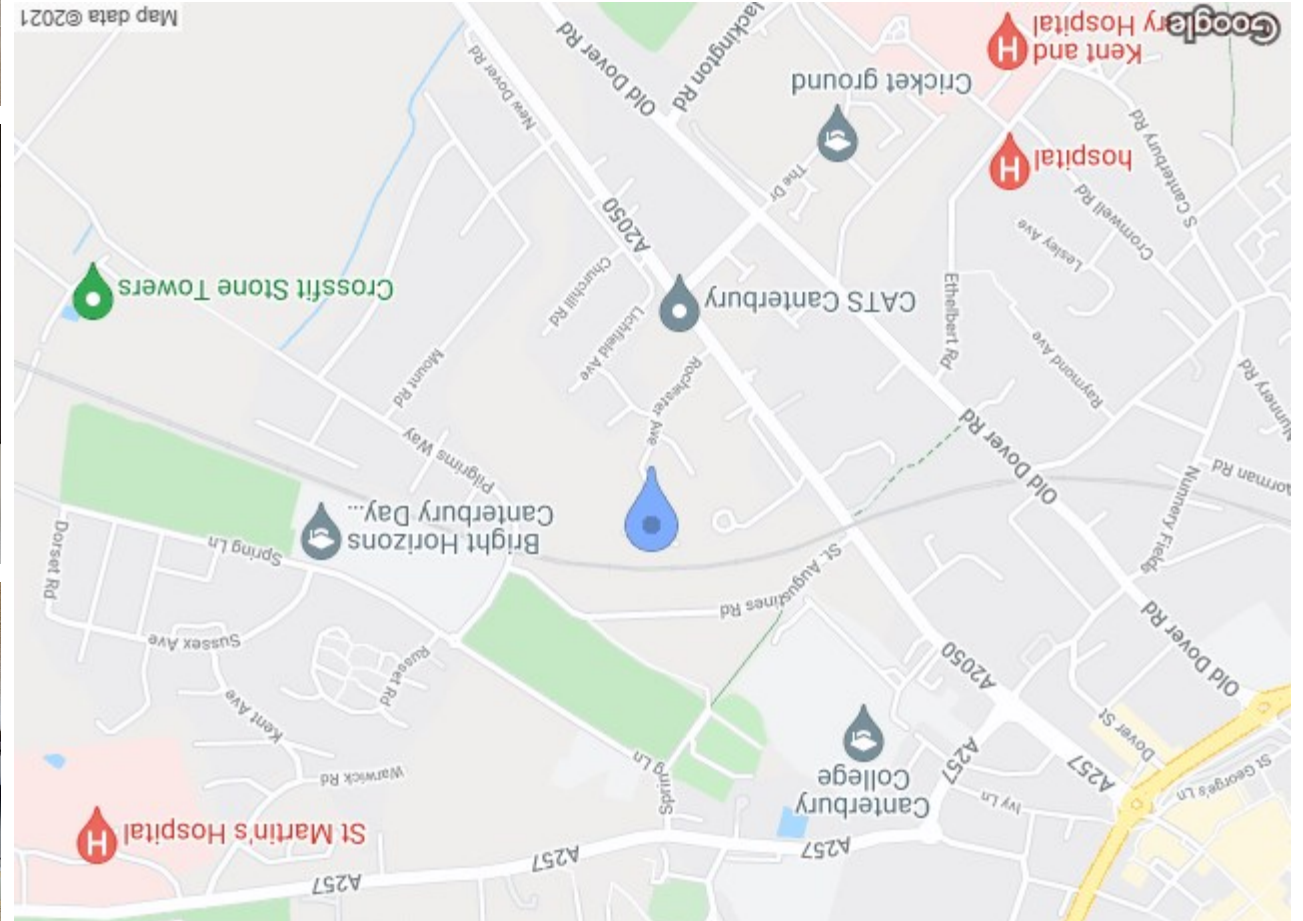 A257
A257
A257
St Martin's Hospital
Spring Ln
Warwick Rd
Kent Ave
Canterbury
College
Ivy Ln
A257
A257
Dover St
St George's Ln
Old Dover Rd
A2050
Russet Rd
Sussex Ave
Dorset Rd
Spring Ln
St. Augustines Rd
Bright Horizons
Canterbury Day...
Pilgrims Way
Nunnery Fields
Norman Rd
Nunnery Rd
Old Dover Rd
Rochester Ave
Mount Rd
Lichfield Ave
Churchill Rd
CATS Canterbury
Ethelbert Rd
Raymond Ave
Crossfit Stone Towers
A2050
Lesley Ave
Cromwell Rd
S Canterbury Rd
hospital
The Dr
Cricket ground
Kent and
ry Hospital
New Dover Rd
Old Dover Rd
lackington Rd
Google
Map data ©2021